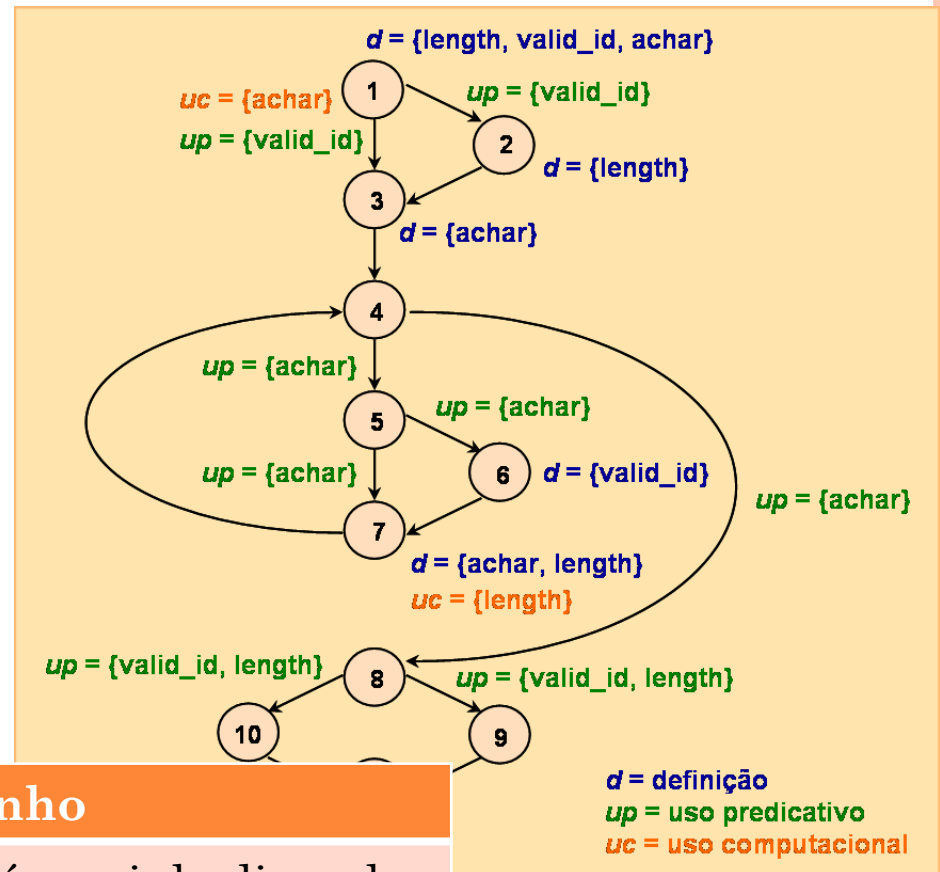 d = {length, valid_id, achar}
1
uc = {achar}
up = {valid_id}
up = {valid_id}
2
d = {length}
3
d = {achar}
4
up = {achar}
5
up = {achar}
up = {achar}
6
d = {valid_id}
up = {achar}
7
d = {achar, length}
uc = {length}
up = {valid_id, length}
8
up = {valid_id, length}
10
9
d = definição
up = uso predicativo
uc = uso computacional
nho